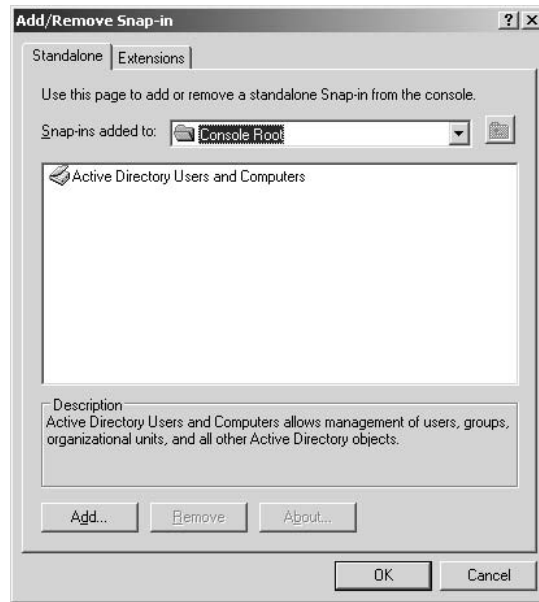 Add/Remove Snap-in
Standalone
Extensions
Use this page to add or remove a standalone Snap-in from the console.
Snap-ins added to:
Console Root
Active Directory Users and Computers
Description
Active Directory Users and Computers allows management of users, groups,
organizational units, and all other Active Directory objects.
Add...
Remove
About...
OK
Cancel